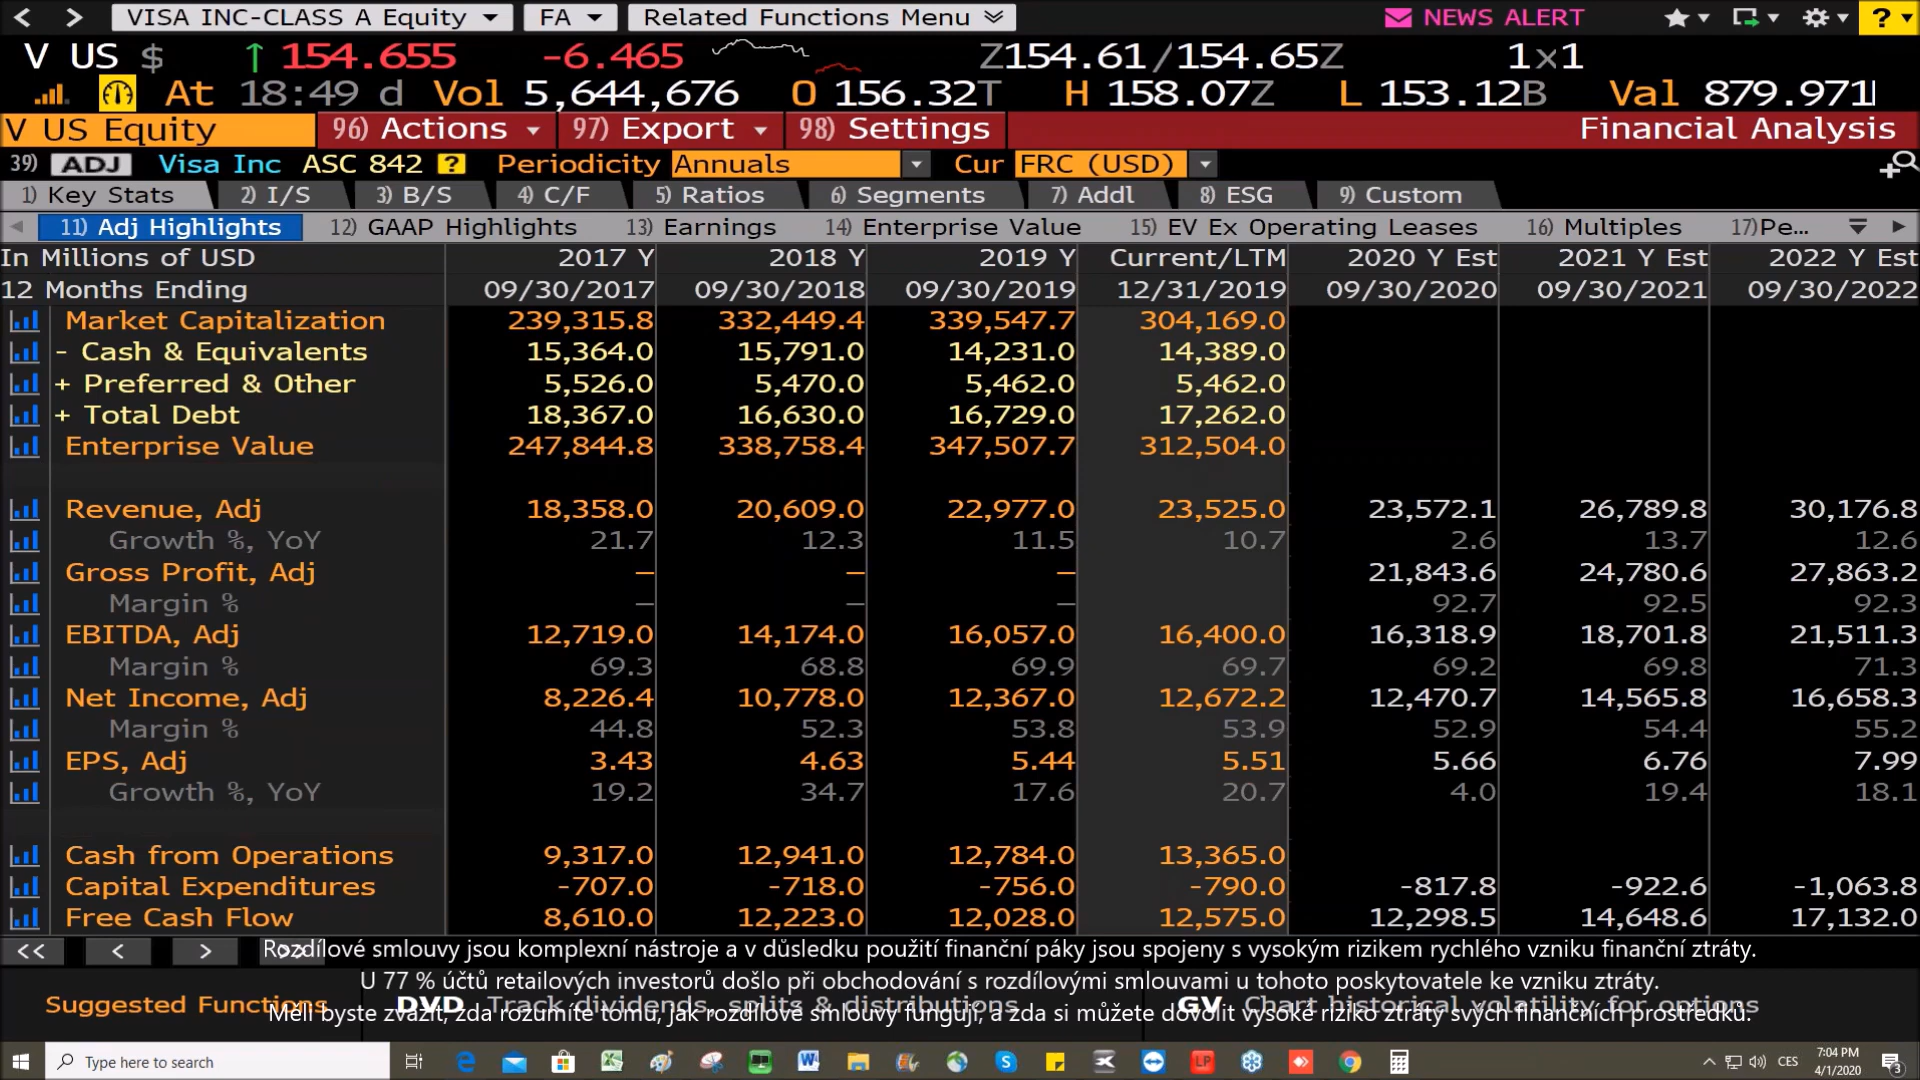 VISA INC-CLASS A Equity FA Related Functions Menu NEWS ALERT ?
V US $ ↑ 154.655 -6.465 Z154.61/154.65Z 1x1
At 18:49 d Vol 5,644,676 O 156.32T H 158.07Z L 153.12B Val 879.971
V US Equity 96) Actions 97) Export 98) Settings Financial Analysis
39) ADJ Visa Inc ASC 842 ? Periodicity Annuals Cur FRC (USD)
1) Key Stats 2) I/S 3) B/S 4) C/F 5) Ratios 6) Segments 7) Addl 8) ESG 9) Custom
11) Adj Highlights 12) GAAP Highlights 13) Earnings 14) Enterprise Value 15) EV Ex Operating Leases 16) Multiples 17) Pe...
In Millions of USD 2017 Y 2018 Y 2019 Y Current/LTM 2020 Y Est 2021 Y Est 2022 Y Est
12 Months Ending 09/30/2017 09/30/2018 09/30/2019 12/31/2019 09/30/2020 09/30/2021 09/30/2022
Market Capitalization 239,315.8 332,449.4 339,547.7 304,169.0
- Cash & Equivalents 15,364.0 15,791.0 14,231.0 14,389.0
+ Preferred & Other 5,526.0 5,470.0 5,462.0 5,462.0
+ Total Debt 18,367.0 16,630.0 16,729.0 17,262.0
Enterprise Value 247,844.8 338,758.4 347,507.7 312,504.0
Revenue, Adj 18,358.0 20,609.0 22,977.0 23,525.0 23,572.1 26,789.8 30,176.8
Growth %, YoY 21.7 12.3 11.5 10.7 2.6 13.7 12.6
Gross Profit, Adj — — — 21,843.6 24,780.6 27,863.2
Margin % — — — 92.7 92.5 92.3
EBITDA, Adj 12,719.0 14,174.0 16,057.0 16,400.0 16,318.9 18,701.8 21,511.3
Margin % 69.3 68.8 69.9 69.7 69.2 69.8 71.3
Net Income, Adj 8,226.4 10,778.0 12,367.0 12,672.2 12,470.7 14,565.8 16,658.3
Margin % 44.8 52.3 53.8 53.9 52.9 54.4 55.2
EPS, Adj 3.43 4.63 5.44 5.51 5.66 6.76 7.99
Growth %, YoY 19.2 34.7 17.6 20.7 4.0 19.4 18.1
Cash from Operations 9,317.0 12,941.0 12,784.0 13,365.0
Capital Expenditures -707.0 -718.0 -756.0 -790.0 -817.8 -922.6 -1,063.8
Free Cash Flow 8,610.0 12,223.0 12,028.0 12,575.0 12,298.5 14,648.6 17,132.0
<< < > >>
Rozdílové smlouvy jsou komplexní nástroje a v důsledku použití finanční páky jsou spojeny s vysokým rizikem rychlého vzniku finanční ztráty.
U 77 % účtů retailových investorů došlo při obchodování s rozdílovými smlouvami u tohoto poskytovatele ke vzniku ztráty.
Suggested Functions DVD Track dividends, splits & distributions GV Chart historical volatility for options
Měli byste zvážit, zda rozumíte tomu, jak rozdílové smlouvy fungují, a zda si můžete dovolit vysoké riziko ztráty svých finančních prostředků.
Type here to search CES 7:04 PM
4/1/2020 3